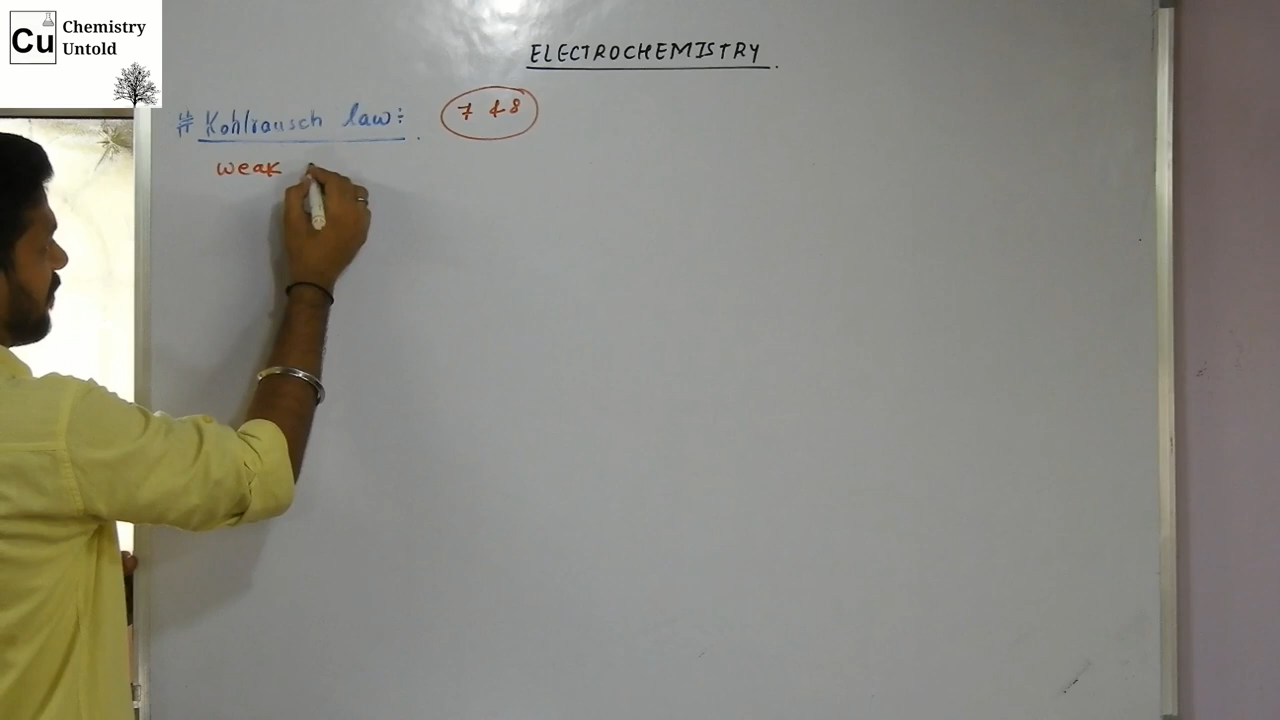 Cu Chemistry
Untold
ELECTROCHEMISTRY.
# Kohlrausch law:
7 & 8
weak